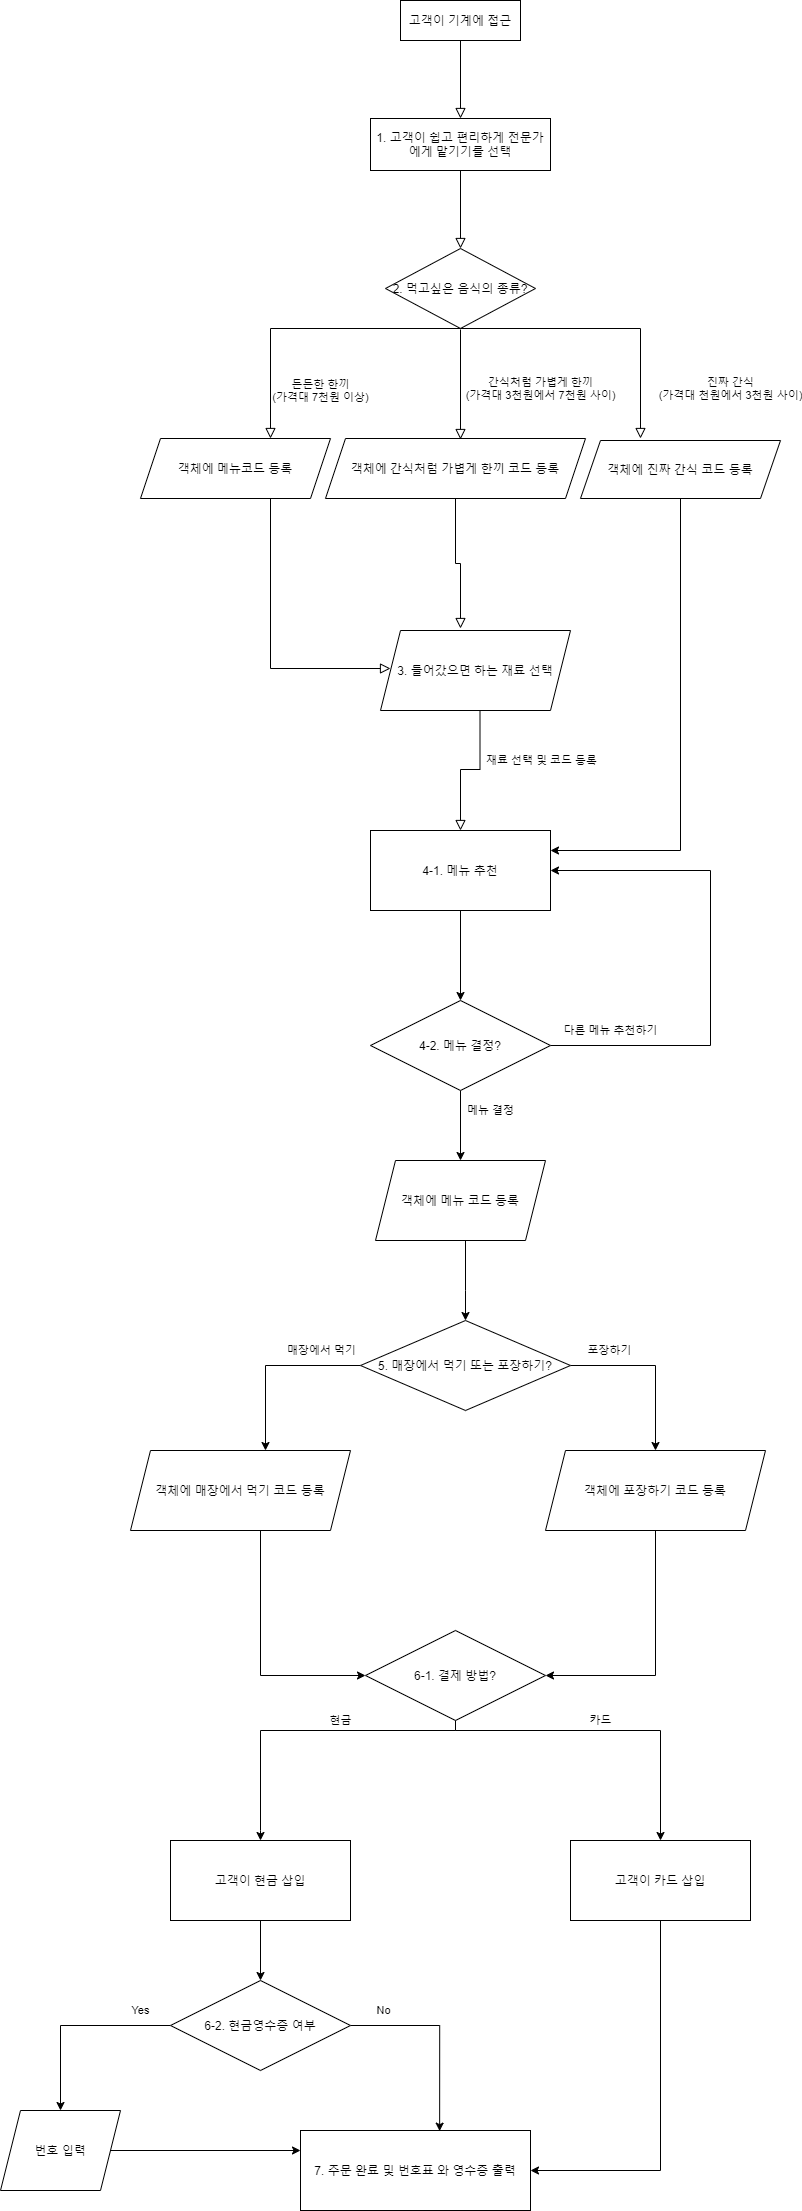 고객이 기계에 접근
1. 고객이 쉽고 편리하게 전문가
에게 맡기기를 선택
2. 먹고싶은 음식의 종류?
든든한 한끼
(가격대 7천원 이상)
간식처럼 가볍게 한끼
(가격대 3천원에서 7천원 사이)
진짜 간식
(가격대 천원에서 3천원 사이)
객체에 메뉴코드 등록
객체에 간식처럼 가볍게 한끼 코드 등록
객체에 진짜 간식 코드 등록
3. 들어갔으면 하는 재료 선택
재료 선택 및 코드 등록
4-1. 메뉴 추천
4-2. 메뉴 결정?
다른 메뉴 추천하기
메뉴 결정
객체에 메뉴 코드 등록
매장에서 먹기
5. 매장에서 먹기 또는 포장하기?
포장하기
객체에 매장에서 먹기 코드 등록
객체에 포장하기 코드 등록
6-1. 결제 방법?
현금
카드
고객이 현금 삽입
고객이 카드 삽입
Yes
6-2. 현금영수증 여부
No
번호 입력
7. 주문 완료 및 번호표 와 영수증 출력